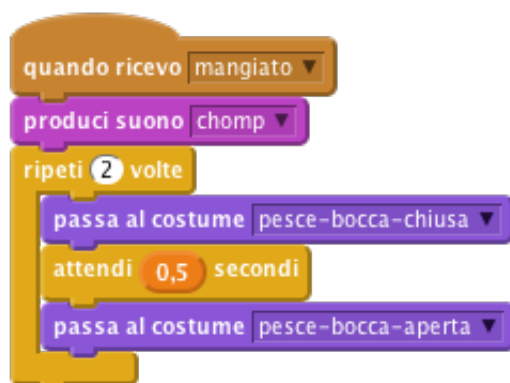 quando ricevo mangiato
produci suono chomp
ripeti 2 volte
passa al costume pesce-bocca-chiusa
attendi 0,5 secondi
passa al costume pesce-bocca-aperta